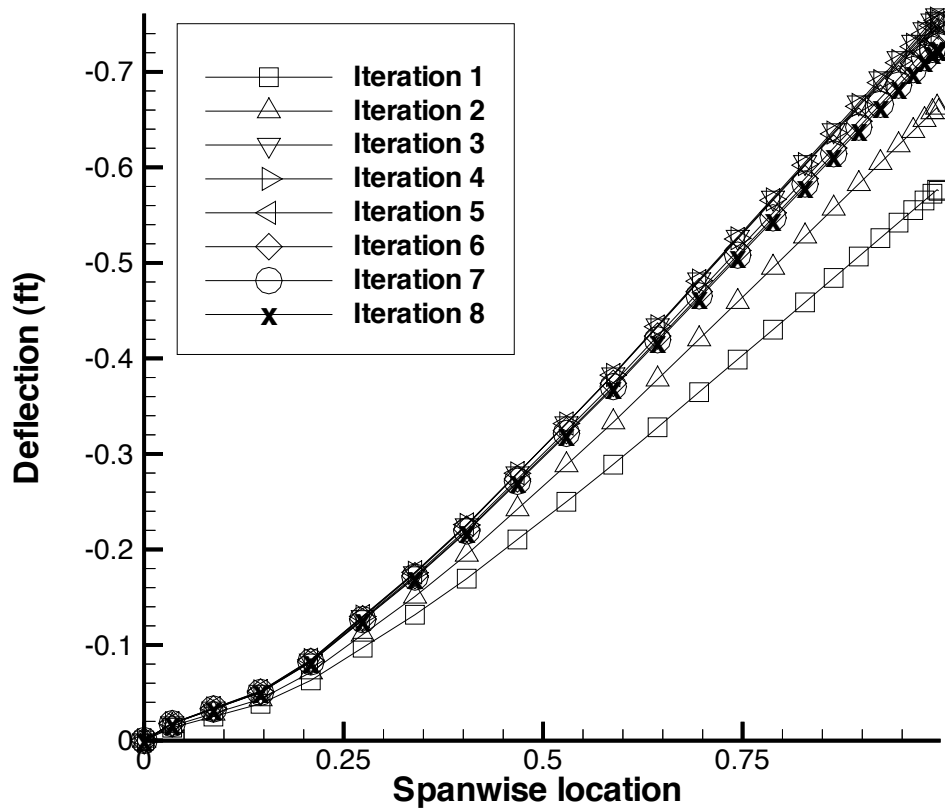 -0.7
-0.6
-0.5
-0.4
-0.3
-0.2
-0.1
0
Deflection (ft)
Iteration 1
Iteration 2
Iteration 3
Iteration 4
Iteration 5
Iteration 6
Iteration 7
x Iteration 8
0 0.25 0.5 0.75
Spanwise location